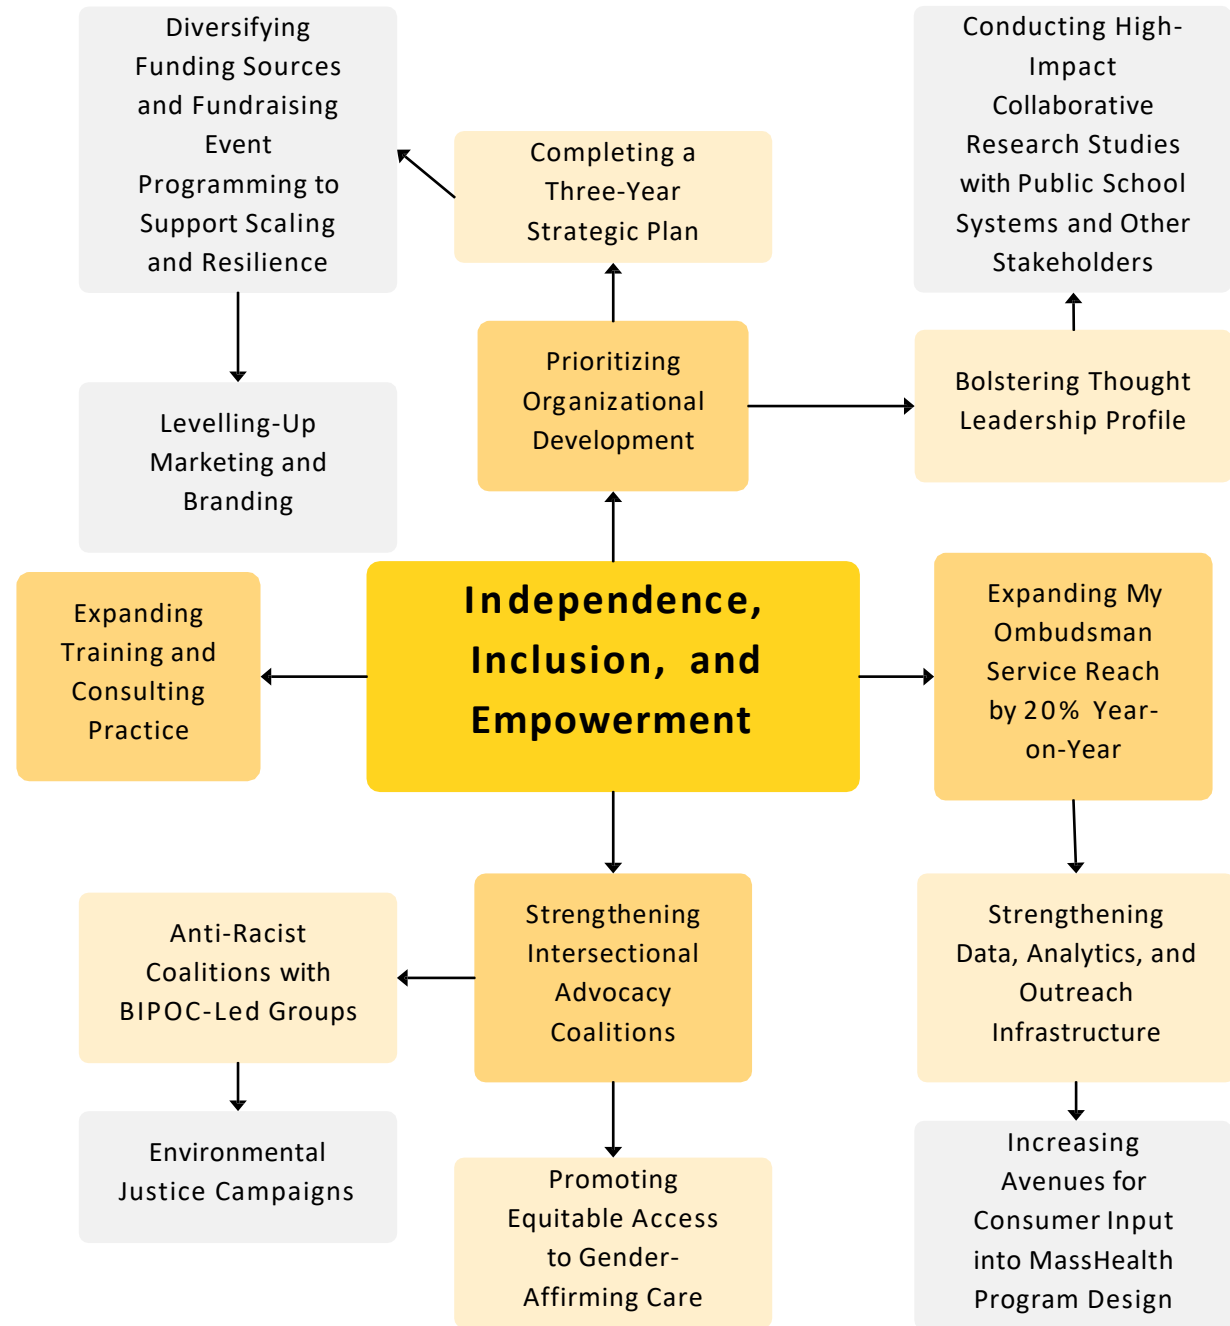 Diversifying
Funding Sources
and Fundraising
Event
Programming to
Support Scaling
and Resilience
Conducting High-
Impact
Collaborative
Research Studies
with Public School
Systems and Other
Stakeholders
Completing a
Three-Year
Strategic Plan
Prioritizing
Organizational
Development
Bolstering Thought
Leadership Profile
Levelling-Up
Marketing and
Branding
Expanding
Training and
Consulting
Practice
Independence,
Inclusion, and
Empowerment
Expanding My
Ombudsman
Service Reach
by 20% Year-
on-Year
Anti-Racist
Coalitions with
BIPOC-Led Groups
Strengthening
Intersectional
Advocacy
Coalitions
Strengthening
Data, Analytics, and
Outreach
Infrastructure
Environmental
Justice Campaigns
Promoting
Equitable Access
to Gender-
Affirming Care
Increasing
Avenues for
Consumer Input
into MassHealth
Program Design